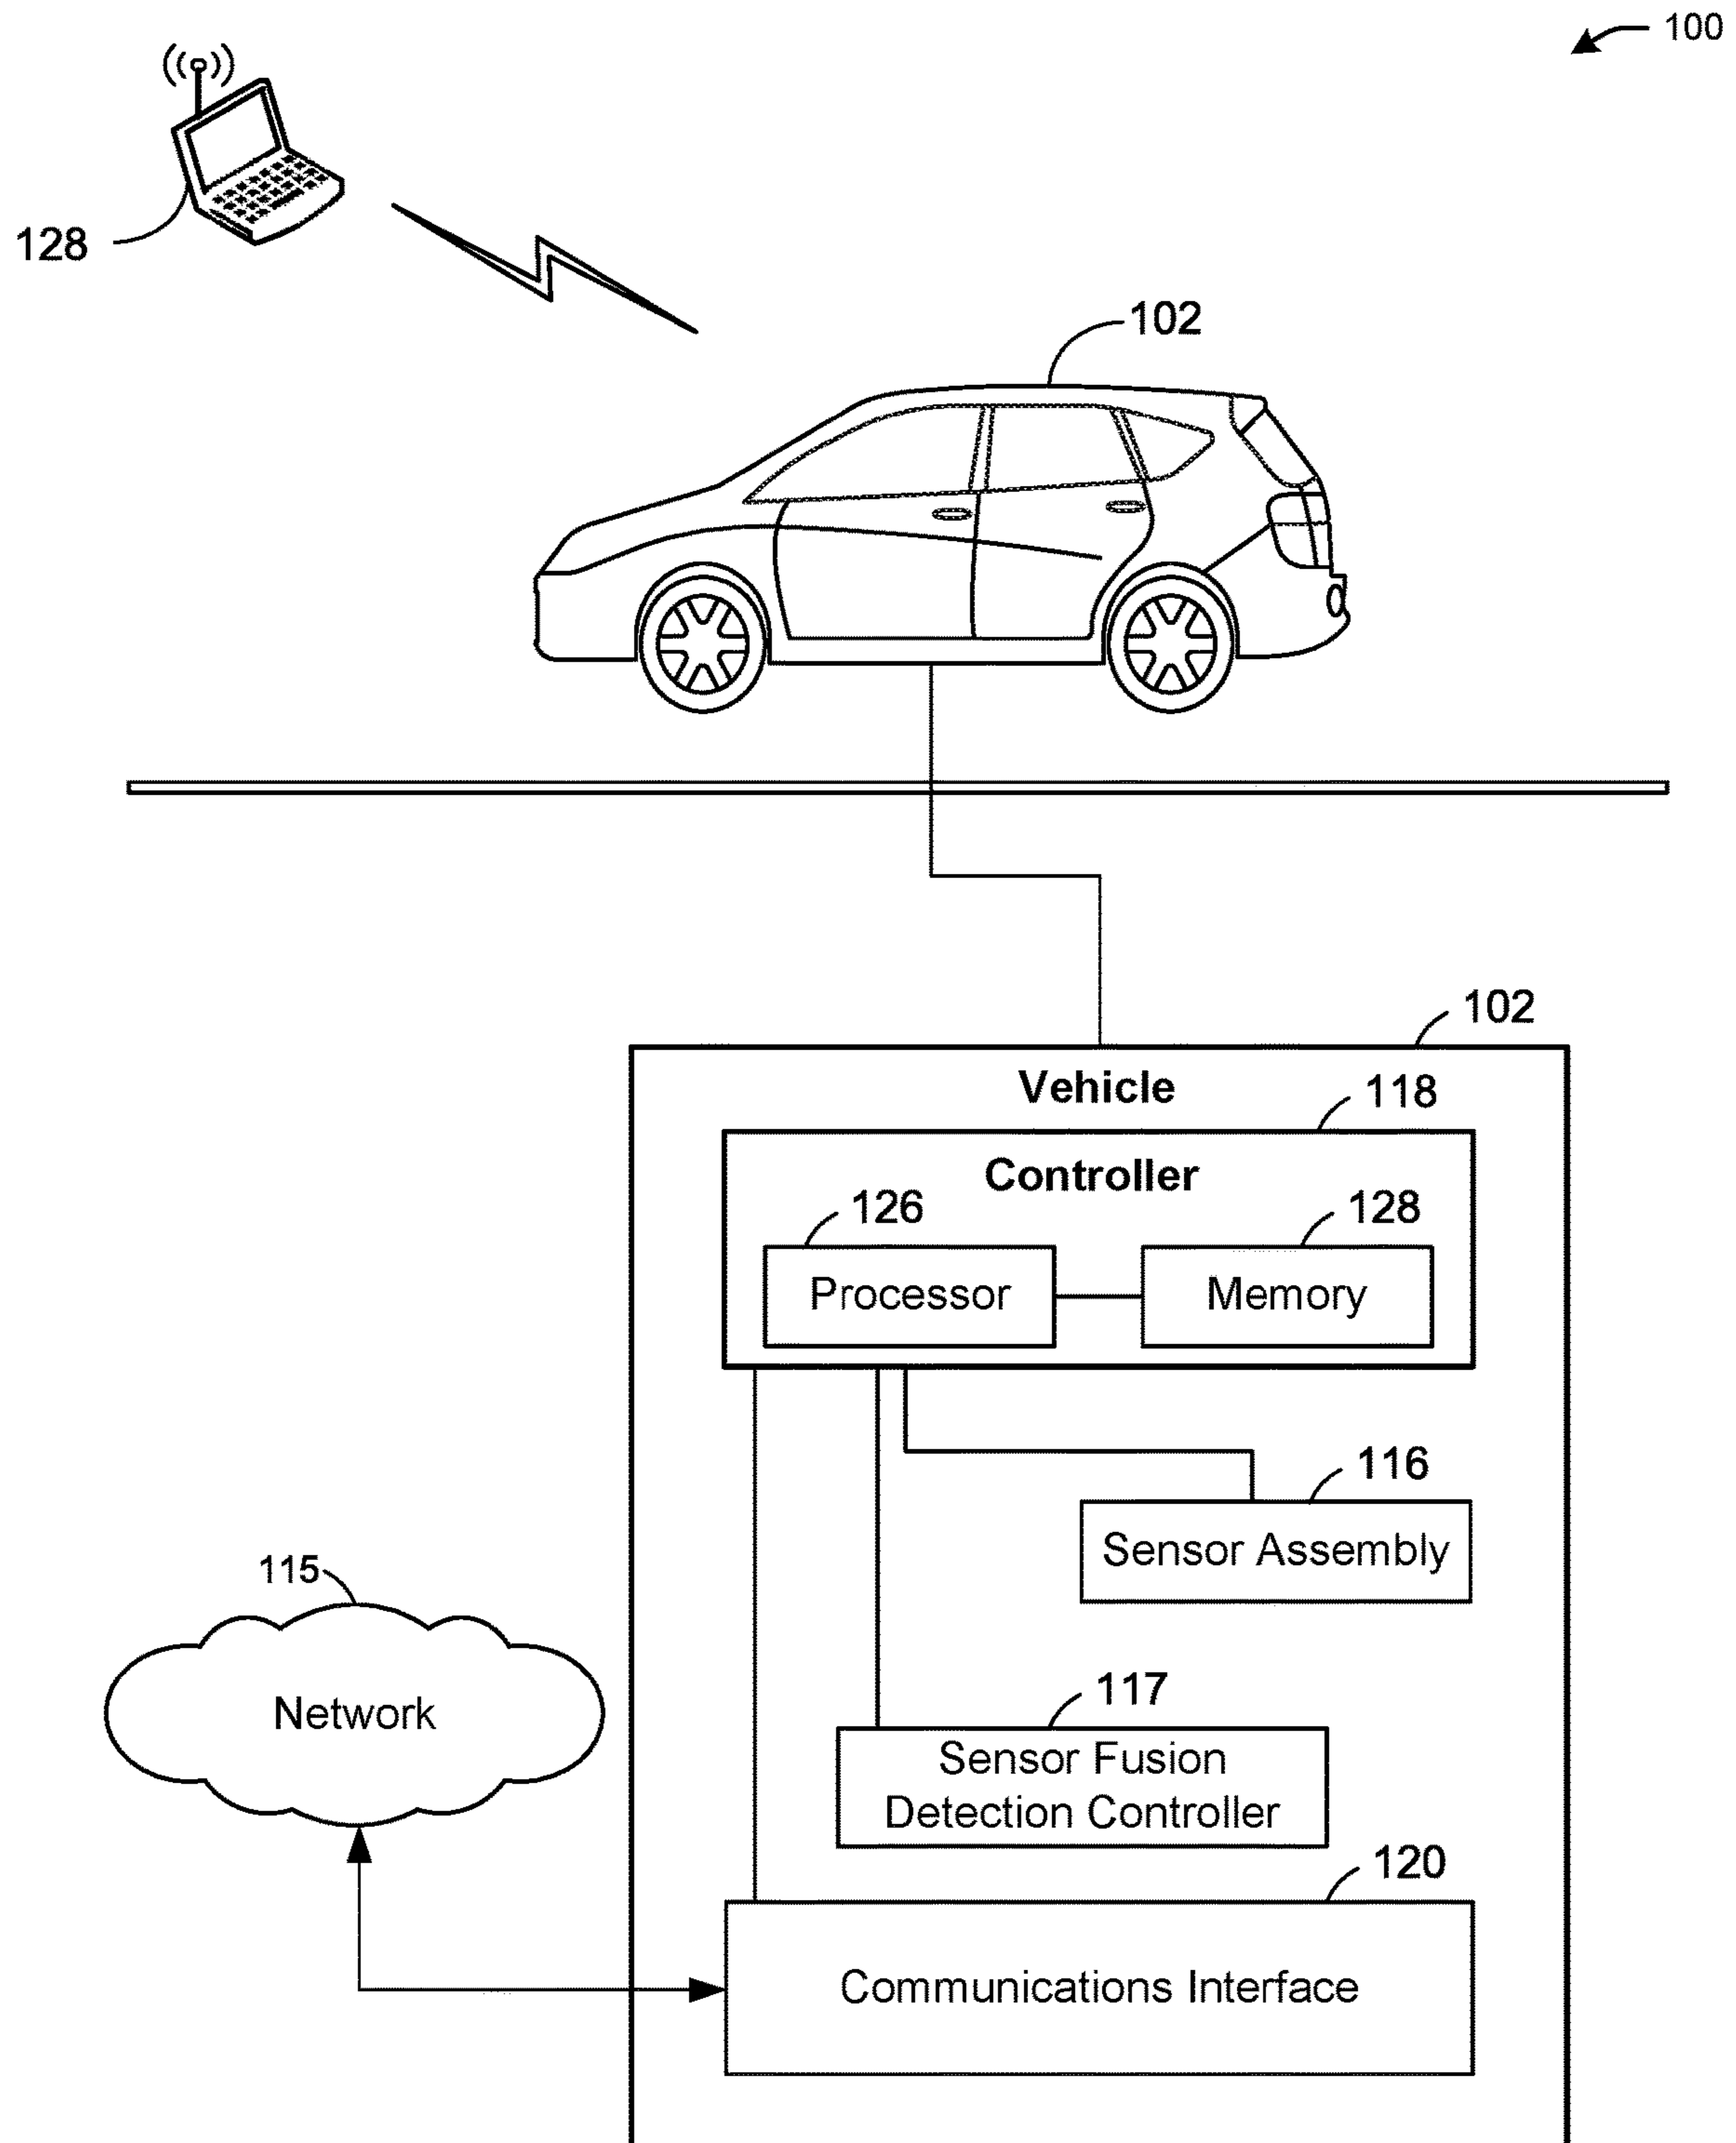 100
128
102
102
Vehicle
118
Controller
126
128
Processor
Memory
116
Sensor Assembly
115
Network
117
Sensor Fusion
Detection Controller
120
Communications Interface